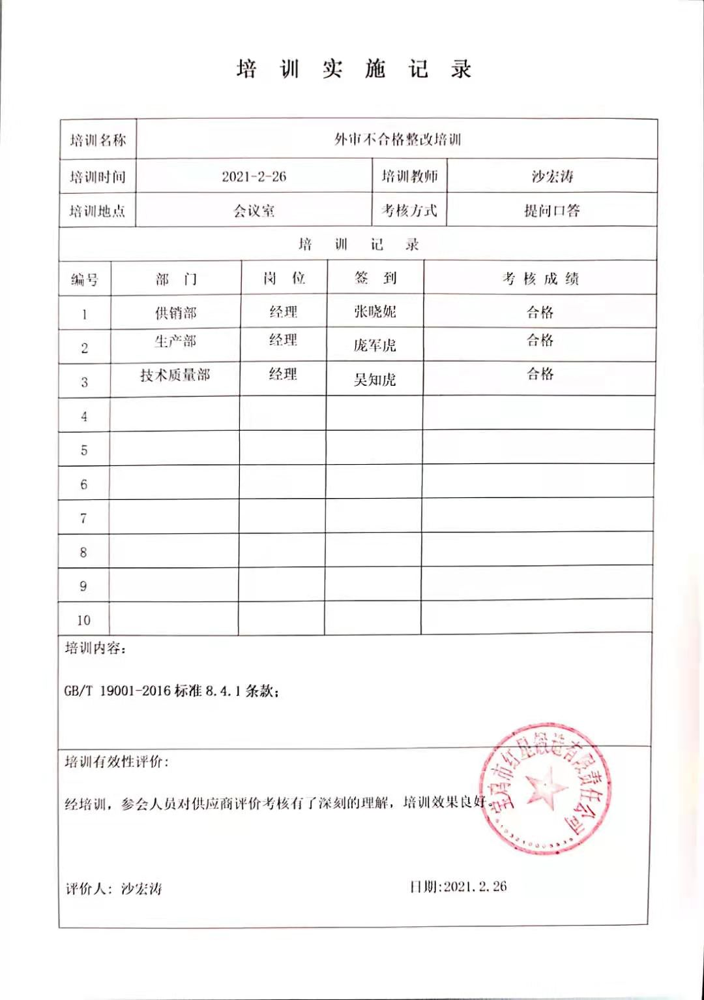 培训实施记录
培训名称 外审不合格整改培训
培训时间 2021-2-26 培训教师 沙宏涛
培训地点 会议室 考核方式 提问口答
培训记录
编号 部门 岗位 签到 考核成绩
1 供销部 经理 张晓妮 合格
2 生产部 经理 庞军虎 合格
3 技术质量部 经理 吴知虎 合格
4
5
6
7
8
9
10
培训内容：
GB/T 19001-2016标准8.4.1条款；
培训有效性评价：
经培训，参会人员对供应商评价考核有了深刻的理解，培训效果良好。
宝鸡市红星锻造有限责任公司
评价人：沙宏涛 日期:2021.2.26